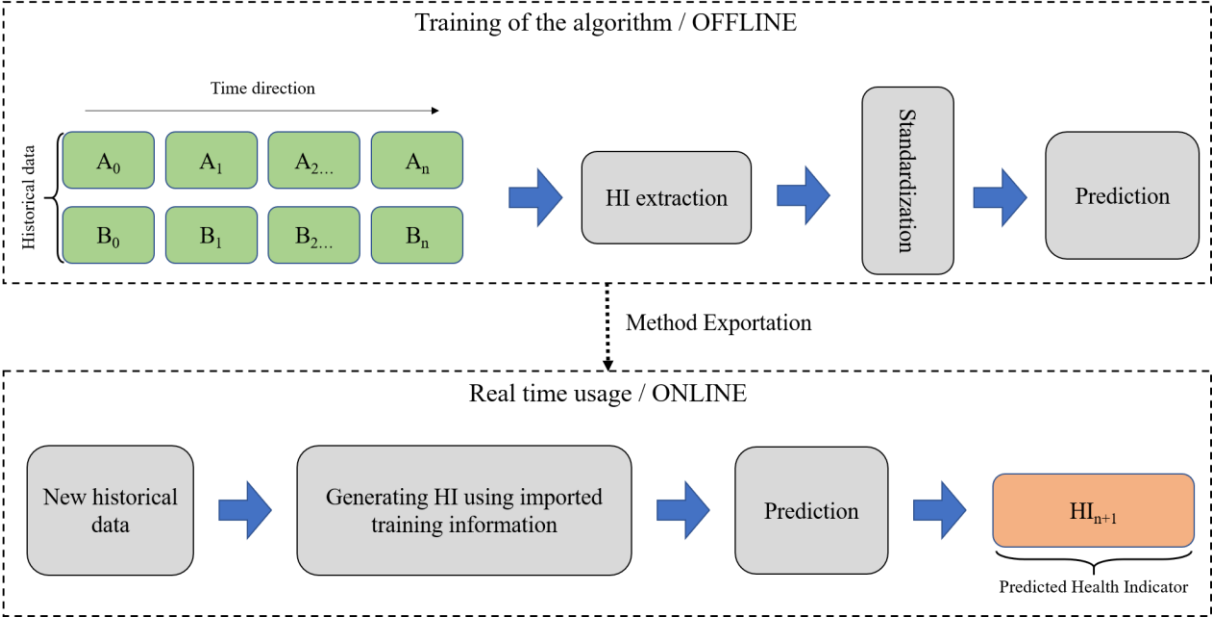 Training of the algorithm / OFFLINE
Time direction
Historical data
A₀ A₁ A₂… Aₙ
B₀ B₁ B₂… Bₙ
HI extraction
Standardization
Prediction
Method Exportation
Real time usage / ONLINE
New historical
data
Generating HI using imported
training information
Prediction
HIₙ₊₁
Predicted Health Indicator